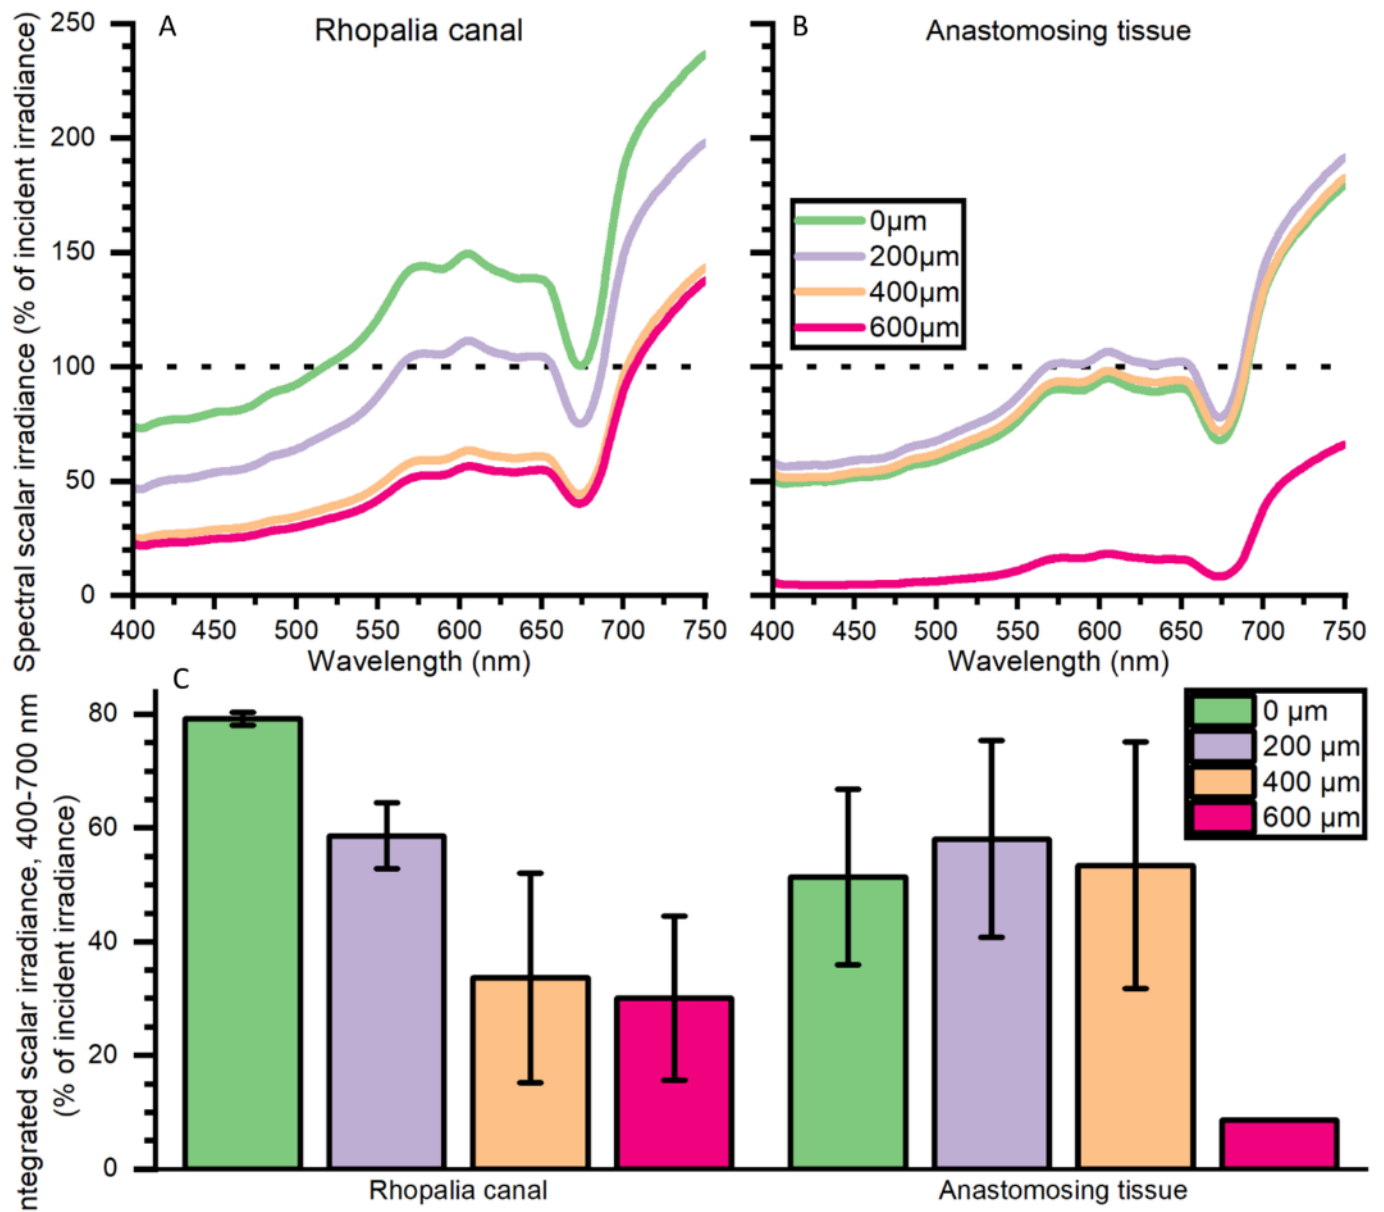 A
Rhopalia canal
B
Anastomosing tissue
Spectral scalar irradiance (% of incident irradiance)
250
200
150
100
50
0
400 450 500 550 600 650 700 750
Wavelength (nm)
0µm
200µm
400µm
600µm
400 450 500 550 600 650 700 750
Wavelength (nm)
C
ntegrated scalar irradiance, 400-700 nm
(% of incident irradiance)
80
60
40
20
0
0 µm
200 µm
400 µm
600 µm
Rhopalia canal
Anastomosing tissue